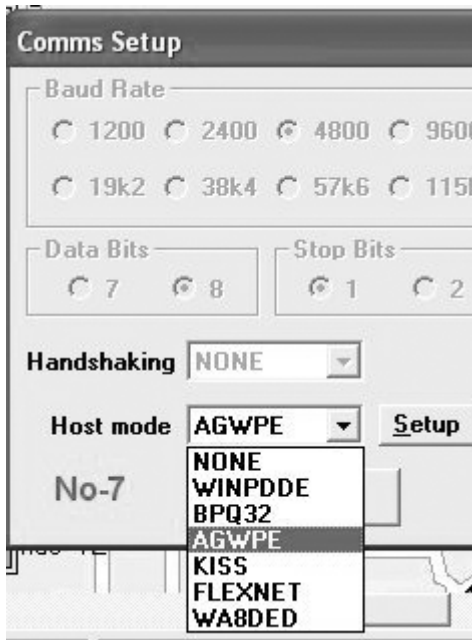 Comms Setup
Baud Rate
1200 2400 4800
19k2 38k4 57k6
Data Bits Stop Bits
7 8 1 2
Handshaking NONE
Host mode AGWPE Setup
NONE
No-7 WINPDDE
BPQ32
AGWPE
KISS
FLEXNET
WA8DED